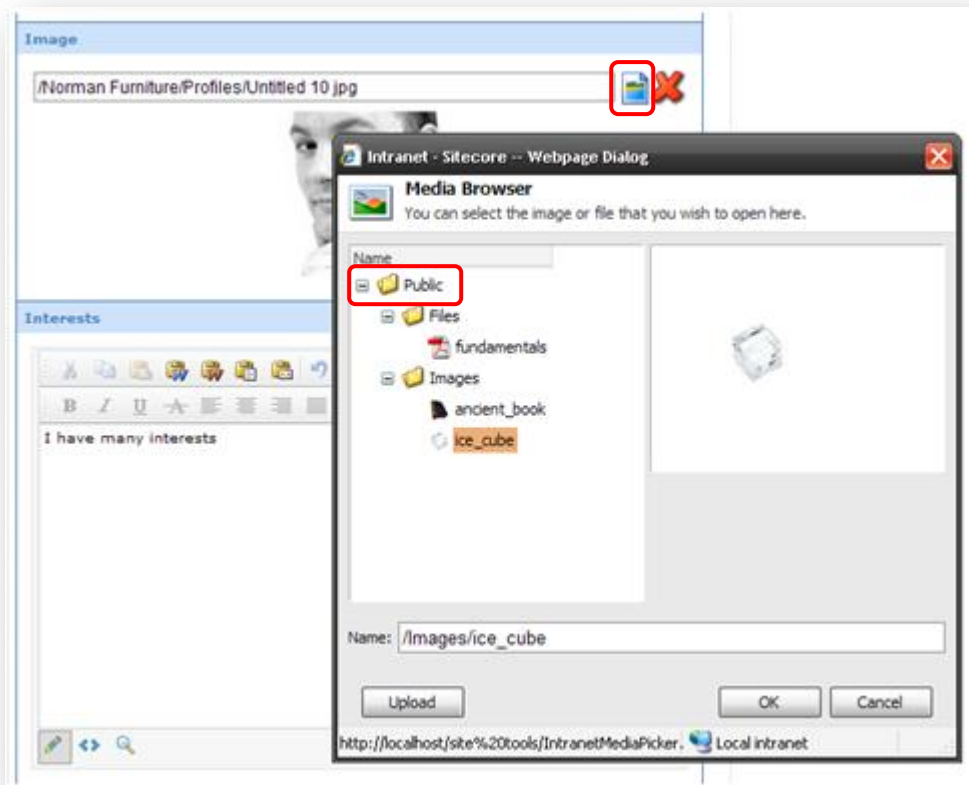 Image
/Norman Furniture/Profiles/Untitled 10 jpg
Intranet - Sitecore -- Webpage Dialog
Media Browser
You can select the image or file that you wish to open here.
Name
Public
Files
fundamentals
Images
ancient_book
ice_cube
Interests
B I U A
I have many interests
Name: /Images/ice_cube
Upload
OK
Cancel
http://localhost/site%20tools/IntranetMediaPicker. Local intranet